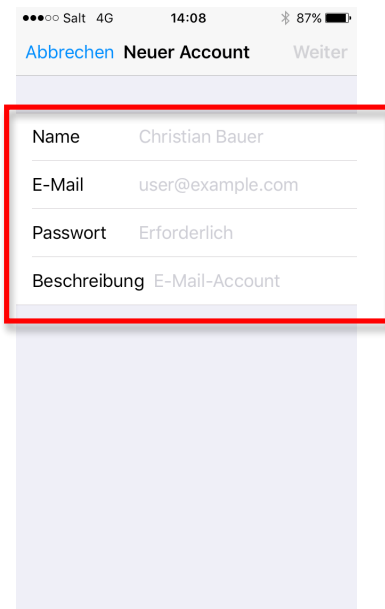 Salt 4G 14:08 87%
Abbrechen Neuer Account Weiter
Name Christian Bauer
E-Mail user@example.com
Passwort Erforderlich
Beschreibung E-Mail-Account